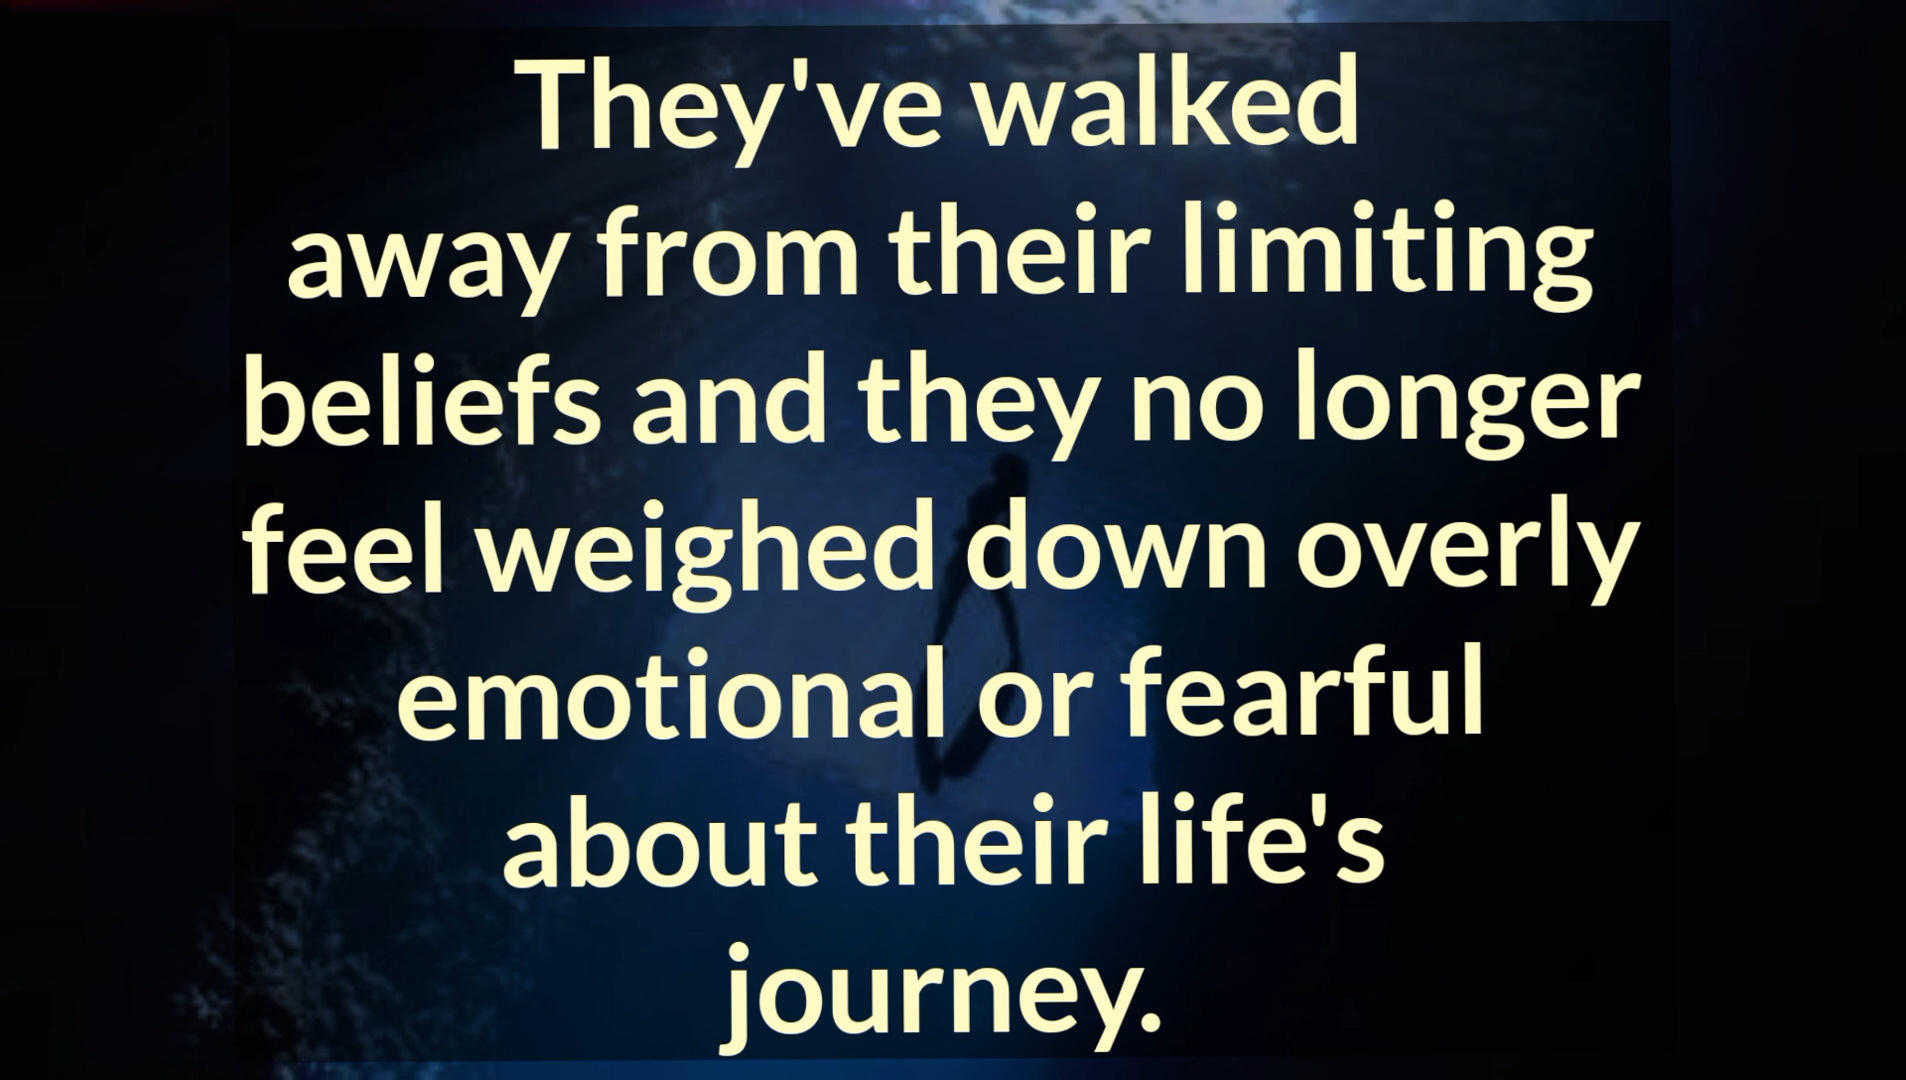 They've walked
away from their limiting
beliefs and they no longer
feel weighed down overly
emotional or fearful
about their life's
journey.